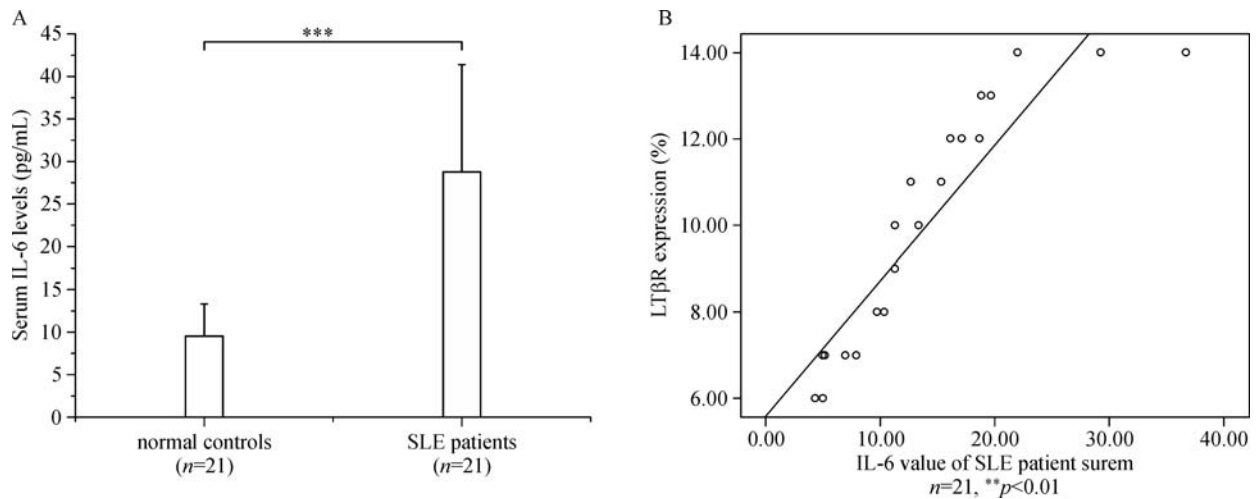 A
***
Serum IL-6 levels (pg/mL)
45
40
35
30
25
20
15
10
5
0
normal controls
(n=21)
SLE patients
(n=21)
B
LTβR expression (%)
14.00
12.00
10.00
8.00
6.00
0.00 10.00 20.00 30.00 40.00
IL-6 value of SLE patient surem
n=21, **p<0.01